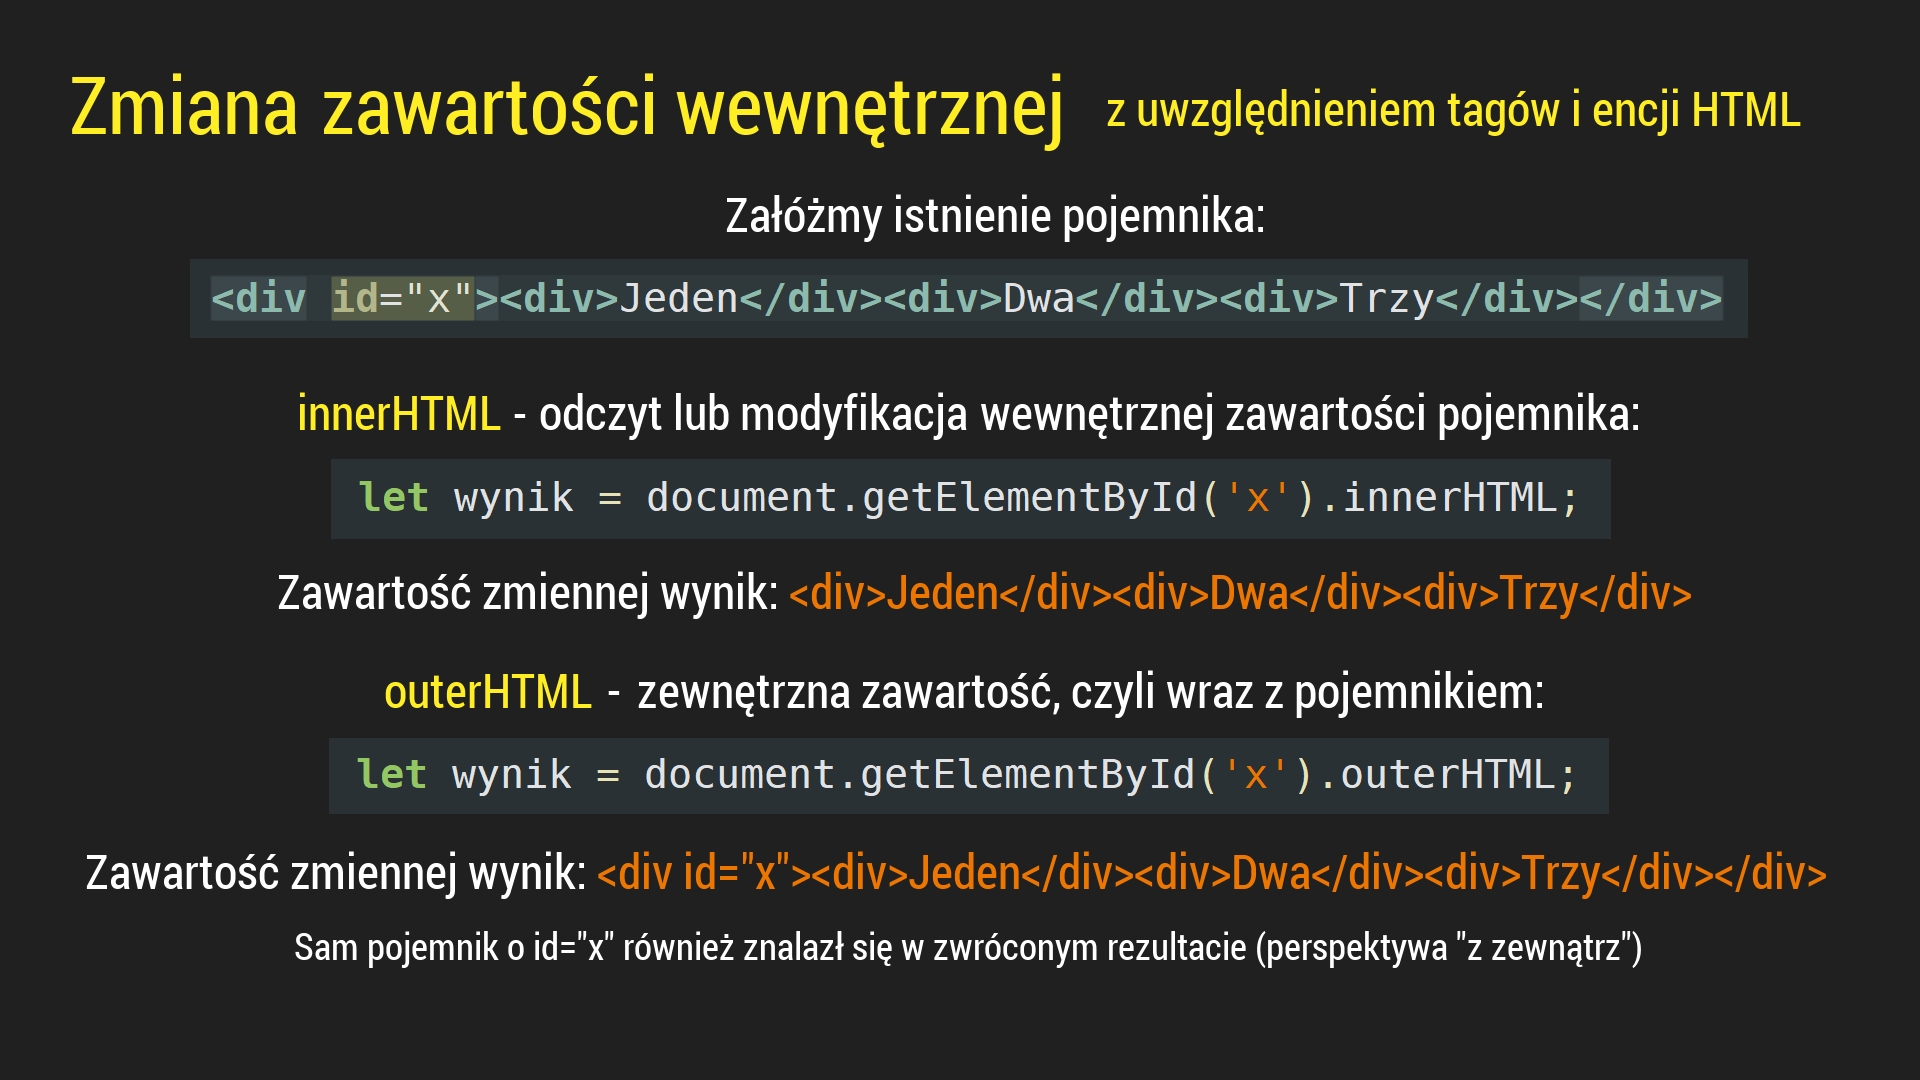 Zmiana zawartości wewnętrznej z uwzględnieniem tagów i encji HTML
Załóżmy istnienie pojemnika:
<div id="x"><div>Jeden</div><div>Dwa</div><div>Trzy</div></div>
innerHTML - odczyt lub modyfikacja wewnętrznej zawartości pojemnika:
let wynik = document.getElementById('x').innerHTML;
Zawartość zmiennej wynik: <div>Jeden</div><div>Dwa</div><div>Trzy</div>
outerHTML - zewnętrzna zawartość, czyli wraz z pojemnikiem:
let wynik = document.getElementById('x').outerHTML;
Zawartość zmiennej wynik: <div id="x"><div>Jeden</div><div>Dwa</div><div>Trzy</div></div>
Sam pojemnik o id="x" również znalazł się w zwróconym rezultacie (perspektywa "z zewnątrz")